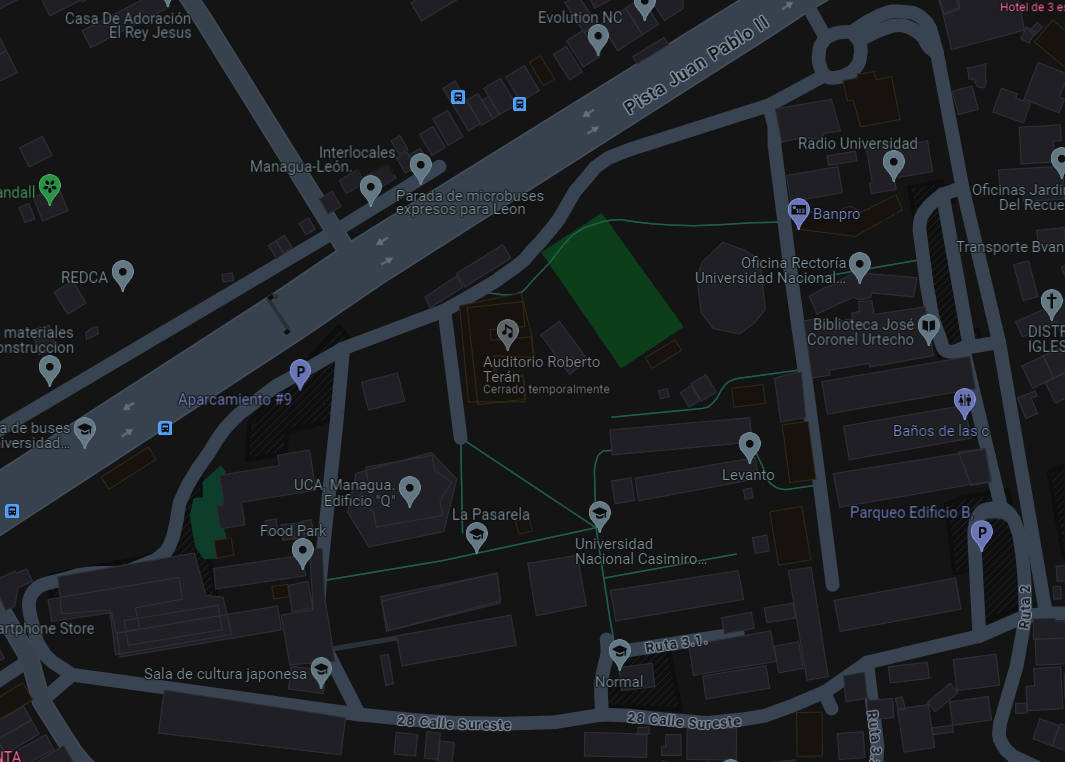 Casa De Adoración
El Rey Jesus
Evolution NC
Hotel de 3 es
Pista Juan Pablo II
Interlocales
Managua-León.
Parada de microbuses
expresos para León
Radio Universidad
andall
Banpro
Oficinas Jardin
Del Recue
Transporte Bvan
REDCA
Oficina Rectoría
Universidad Nacional...
materiales
onstruccion
Biblioteca José
Coronel Urtecho
DISTR
IGLES
Auditorio Roberto
Terán
Cerrado temporalmente
P
Aparcamiento #9
a de buses
iversidad...
Baños de las c
Levanto
UCA, Managua.
Edificio "Q"
La Pasarela
Parqueo Edificio B.
P
Food Park
Universidad
Nacional Casimiro...
Ruta 2
artphone Store
Ruta 3.1.
Sala de cultura japonesa
Normal
28 Calle Sureste
28 Calle Sureste
Ruta 3.
NTA